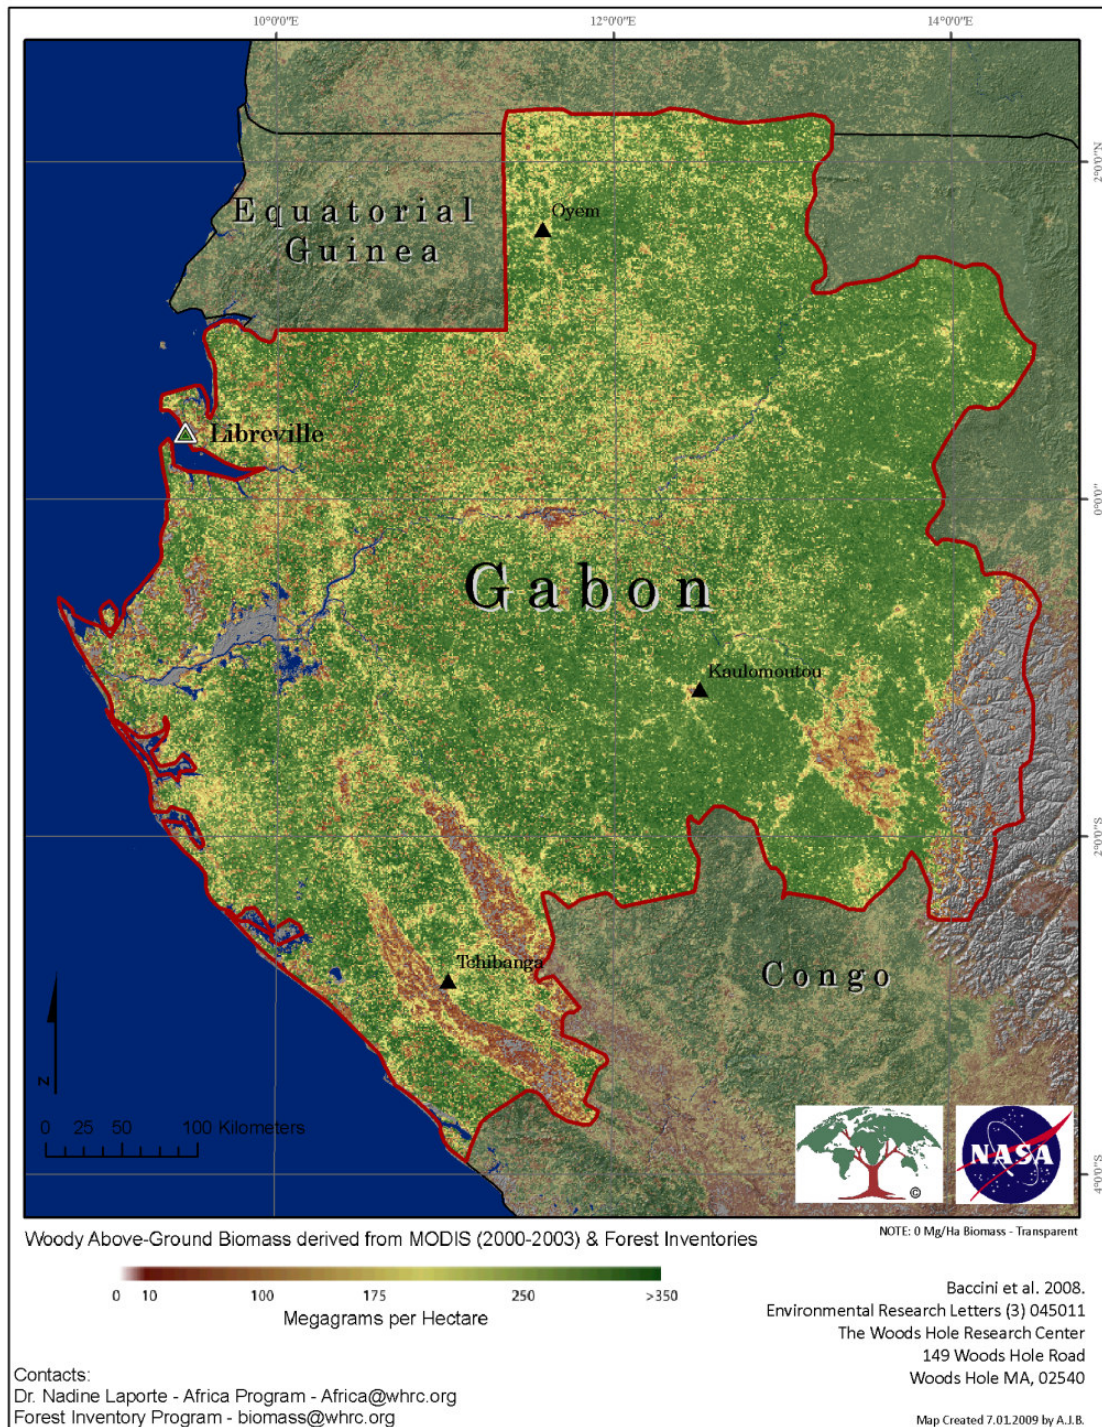 10°0'0"E 12°0'0"E 14°0'0"E
2°0'0"N
Equatorial
Guinea
Oyem
Libreville
0°0'0"
Gabon
Kaulomoutou
2°0'0"S
Congo
Tchibanga
N
0 25 50 100 Kilometers
NASA
©
4°0'0"S
Woody Above-Ground Biomass derived from MODIS (2000-2003) & Forest Inventories
NOTE: 0 Mg/Ha Biomass - Transparent
0 10 100 175 250 >350
Megagrams per Hectare
Baccini et al. 2008.
Environmental Research Letters (3) 045011
The Woods Hole Research Center
149 Woods Hole Road
Woods Hole MA, 02540
Contacts:
Dr. Nadine Laporte - Africa Program - Africa@whrc.org
Forest Inventory Program - biomass@whrc.org
Map Created 7.01.2009 by A.J.B.